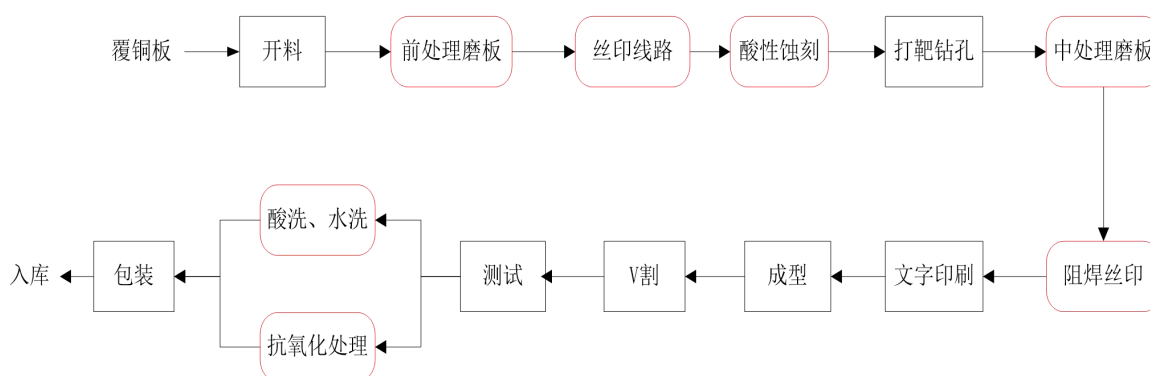 覆铜板
开料
前处理磨板
丝印线路
酸性蚀刻
打靶钻孔
中处理磨板
阻焊丝印
文字印刷
成型
V割
测试
酸洗、水洗
抗氧化处理
包装
入库